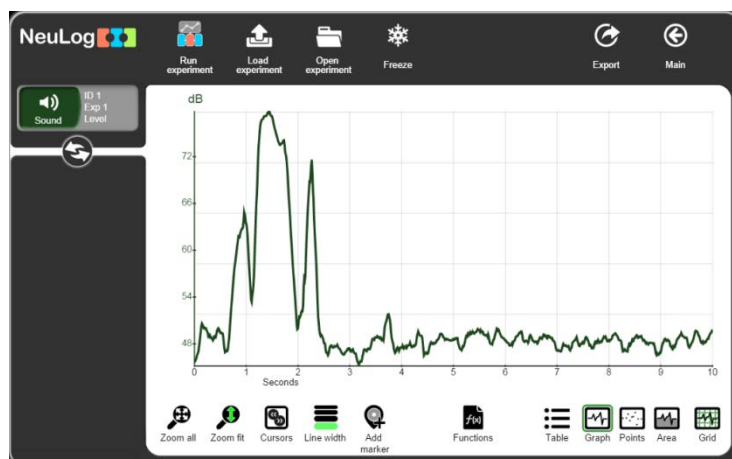 NeuLog
Run
experiment
Load
experiment
Open
experiment
Freeze
Export
Main
Sound
ID 1
Exp 1
Level
dB
72
66
60
54
48
0 1 2 3 4 5 6 7 8 9 10
Seconds
Zoom all
Zoom fit
Cursors
Line width
Add
marker
f(x)
Functions
Table
Graph
Points
Area
Grid